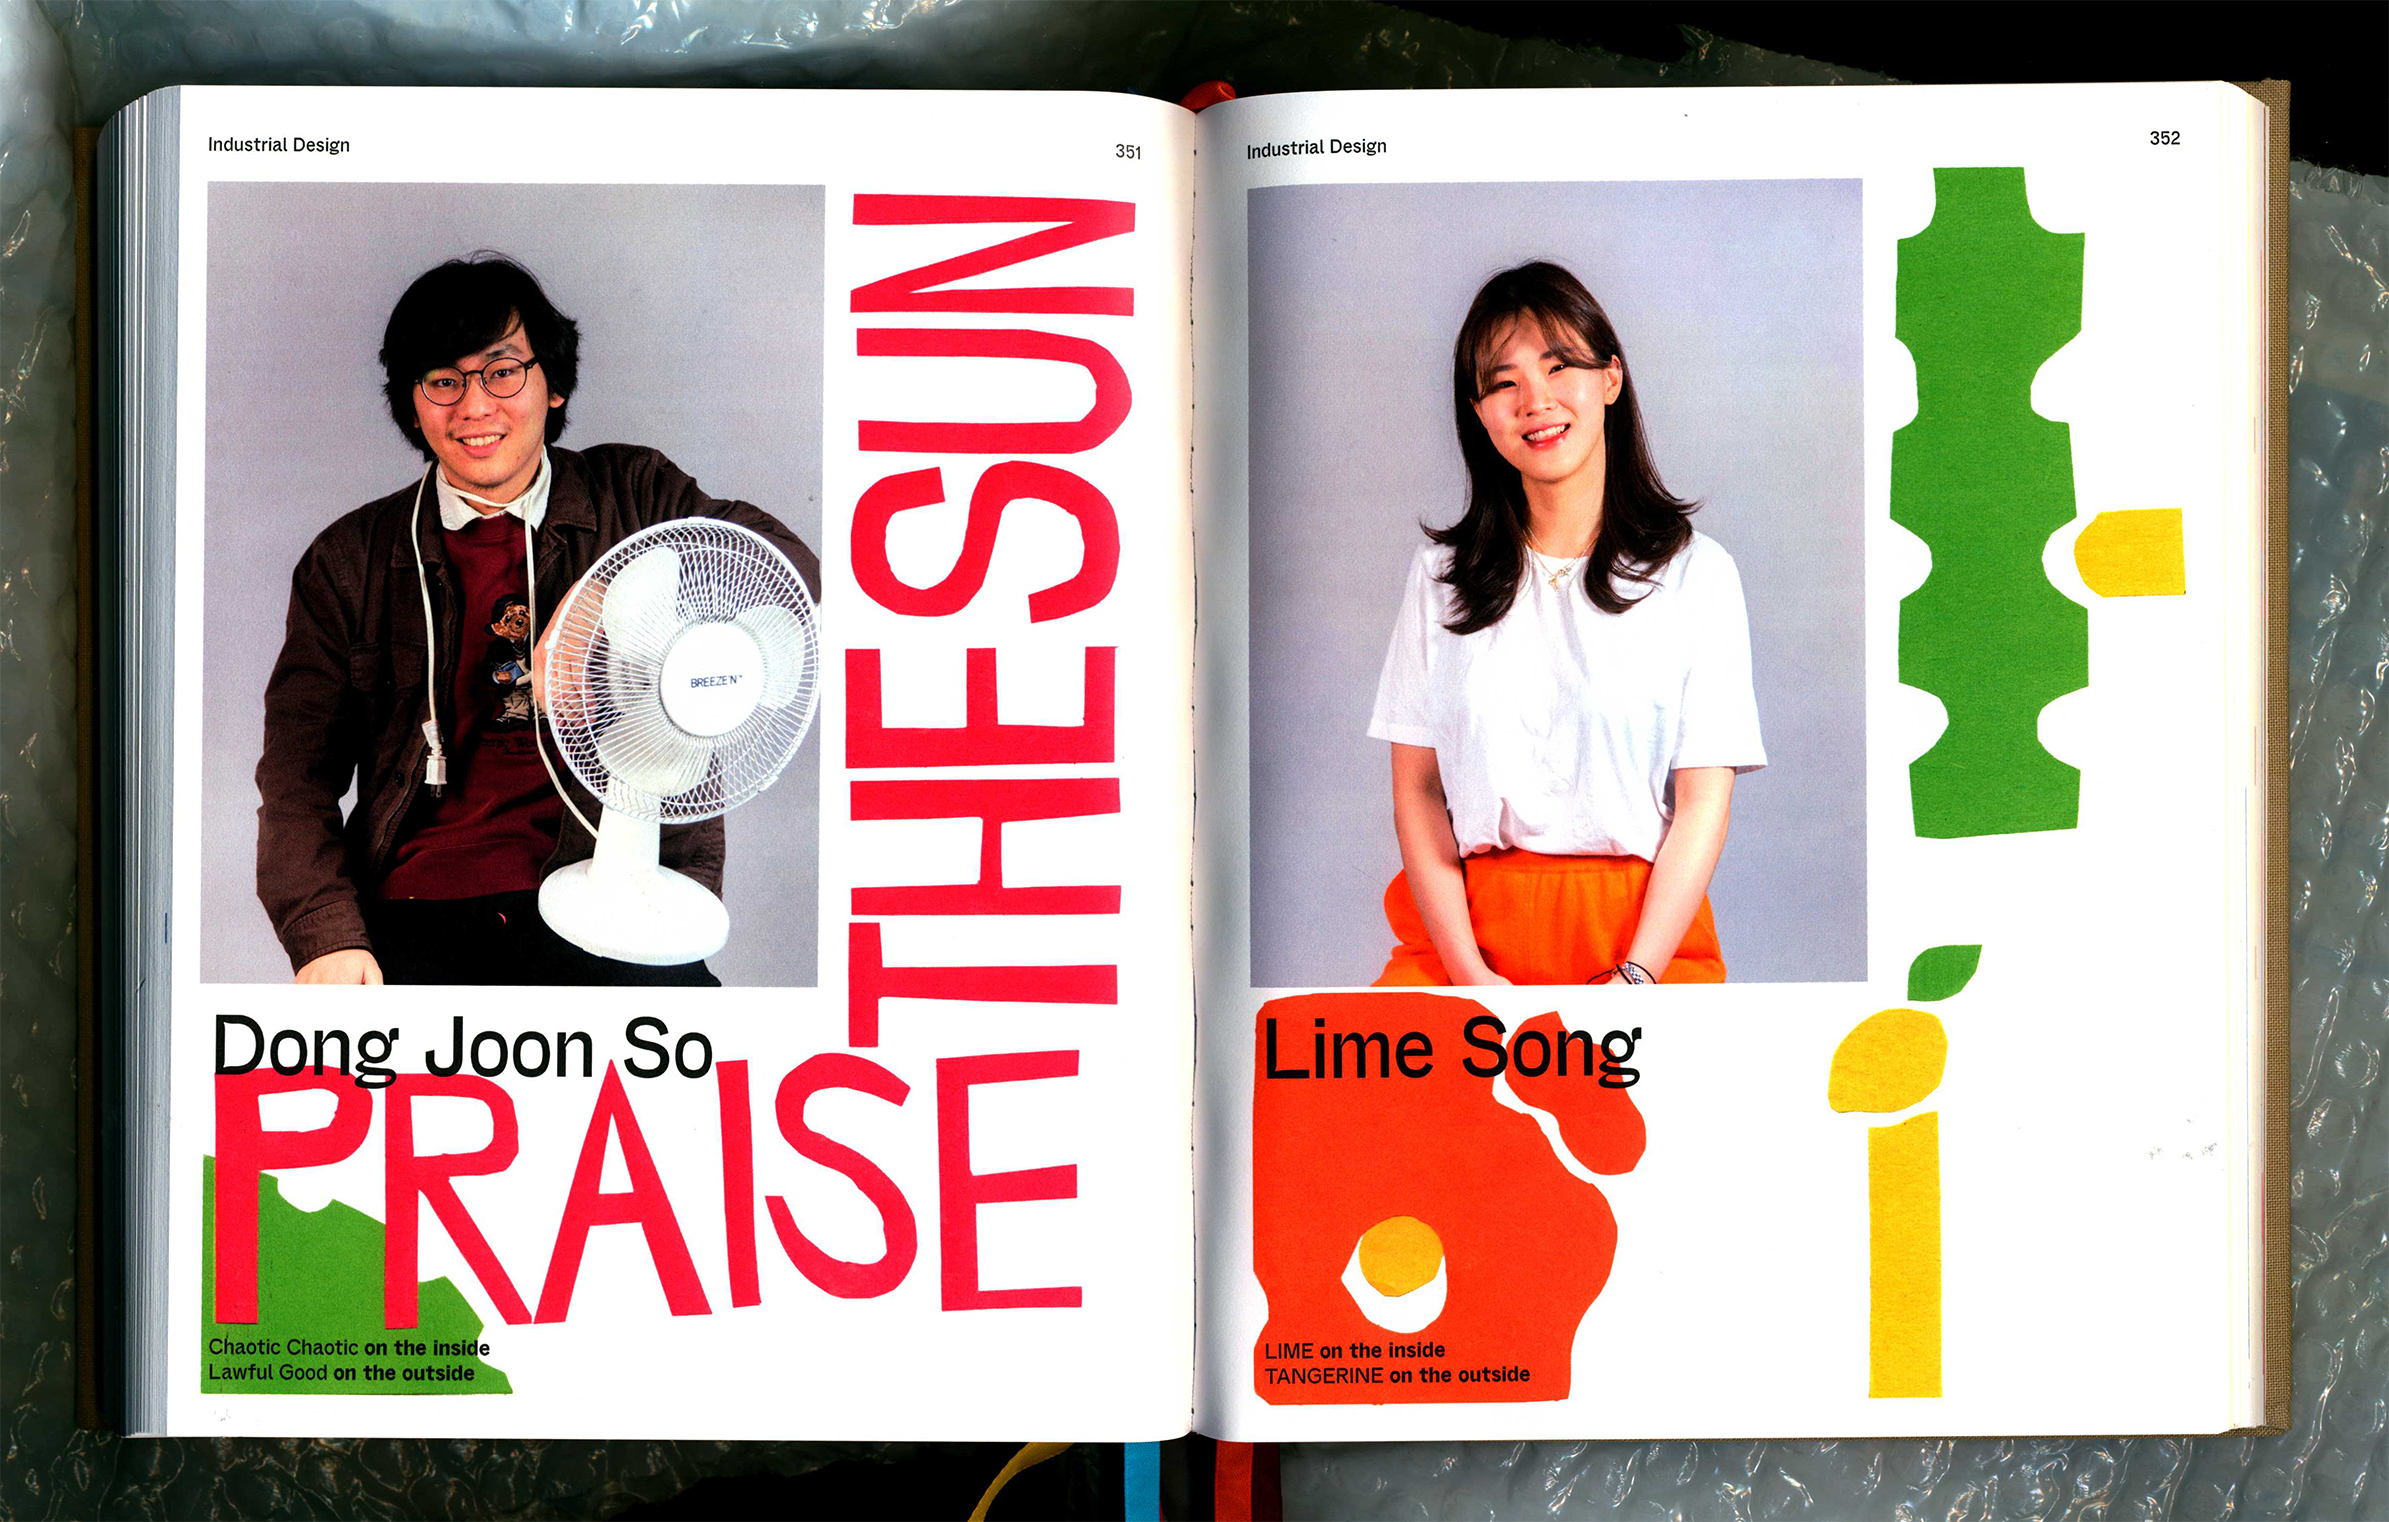 Industrial Design
351
BREEZE'N™
PRAISE
THE SUN
Dong Joon So
Chaotic Chaotic on the inside
Lawful Good on the outside
Industrial Design
352
Lime Song
LIME on the inside
TANGERINE on the outside